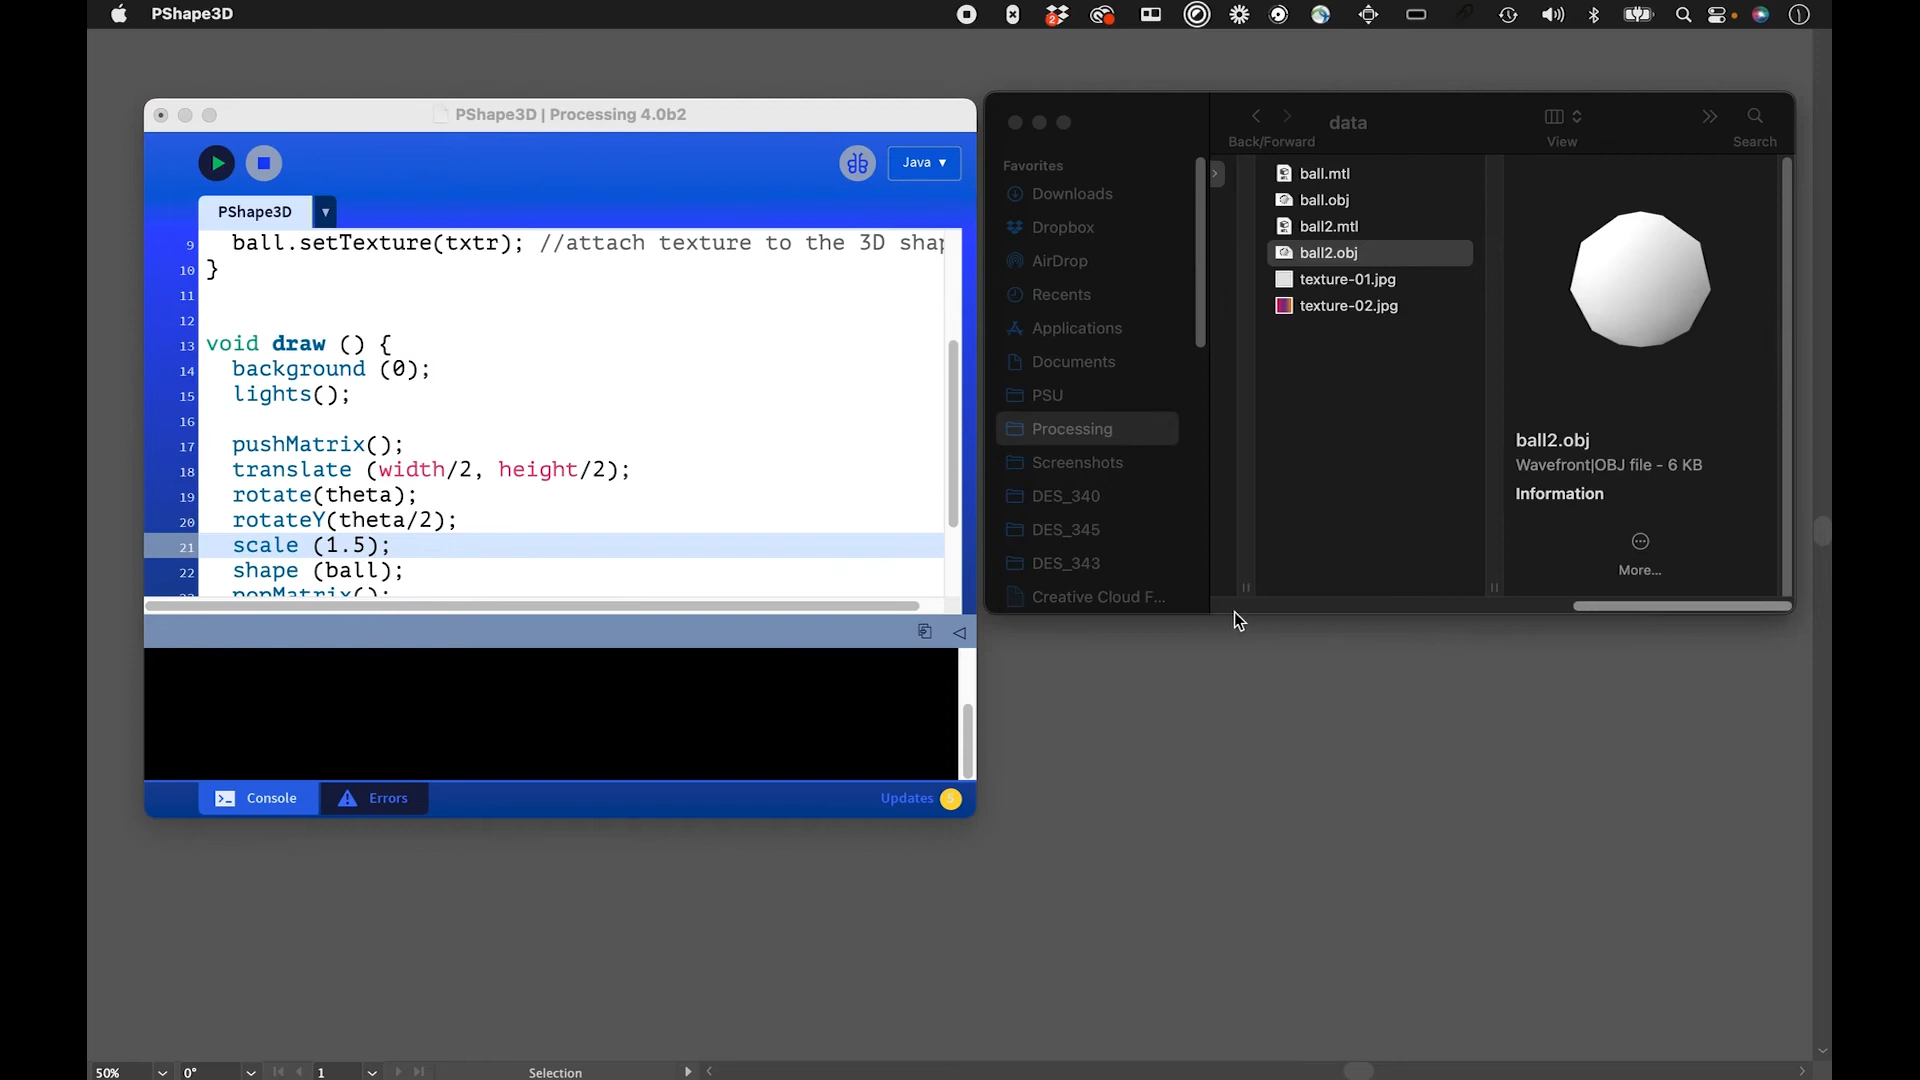 PShape3D
2
PShape3D | Processing 4.0b2
Java ▾
PShape3D
9 ball.setTexture(txtr); //attach texture to the 3D shap
10 }
11
12
13 void draw () {
14 background (0);
15 lights();
16
17 pushMatrix();
18 translate (width/2, height/2);
19 rotate(theta);
20 rotateY(theta/2);
21 scale (1.5);
22 shape (ball);
23 popMatrix();
Console
Errors
Updates 5
data
Back/Forward
View
Search
Favorites
Downloads
Dropbox
AirDrop
Recents
Applications
Documents
PSU
Processing
Screenshots
DES_340
DES_345
DES_343
Creative Cloud F...
ball.mtl
ball.obj
ball2.mtl
ball2.obj
texture-01.jpg
texture-02.jpg
ball2.obj
Wavefront|OBJ file - 6 KB
Information
More...
50%
0°
1
Selection